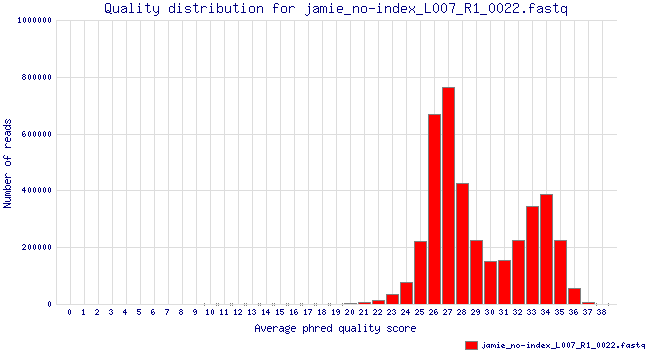 Quality distribution for jamie_no-index_L007_R1_0022.fastq
1000000
800000
600000
400000
200000
0
Number of reads
0 1 2 3 4 5 6 7 8 9 10 11 12 13 14 15 16 17 18 19 20 21 22 23 24 25 26 27 28 29 30 31 32 33 34 35 36 37 38
Average phred quality score
jamie_no-index_L007_R1_0022.fastq